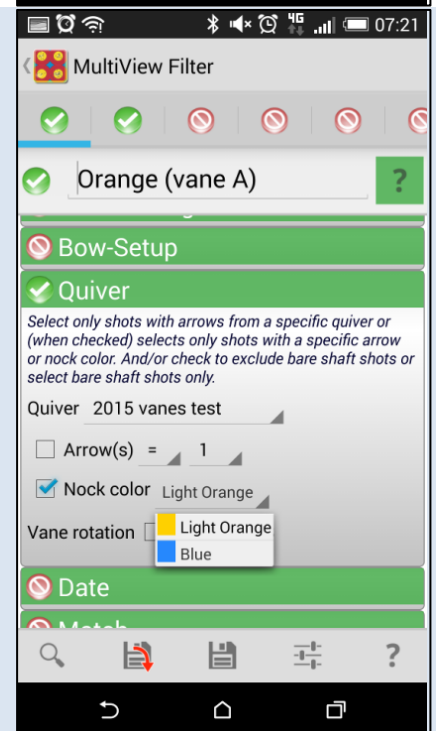 4G 07:21
MultiView Filter
Orange (vane A) ?
Bow-Setup
Quiver
Select only shots with arrows from a specific quiver or
(when checked) selects only shots with a specific arrow
or nock color. And/or check to exclude bare shaft shots or
select bare shaft shots only.
Quiver 2015 vanes test
Arrow(s) = 1
Nock color Light Orange
Light Orange
Vane rotation
Blue
Date
?